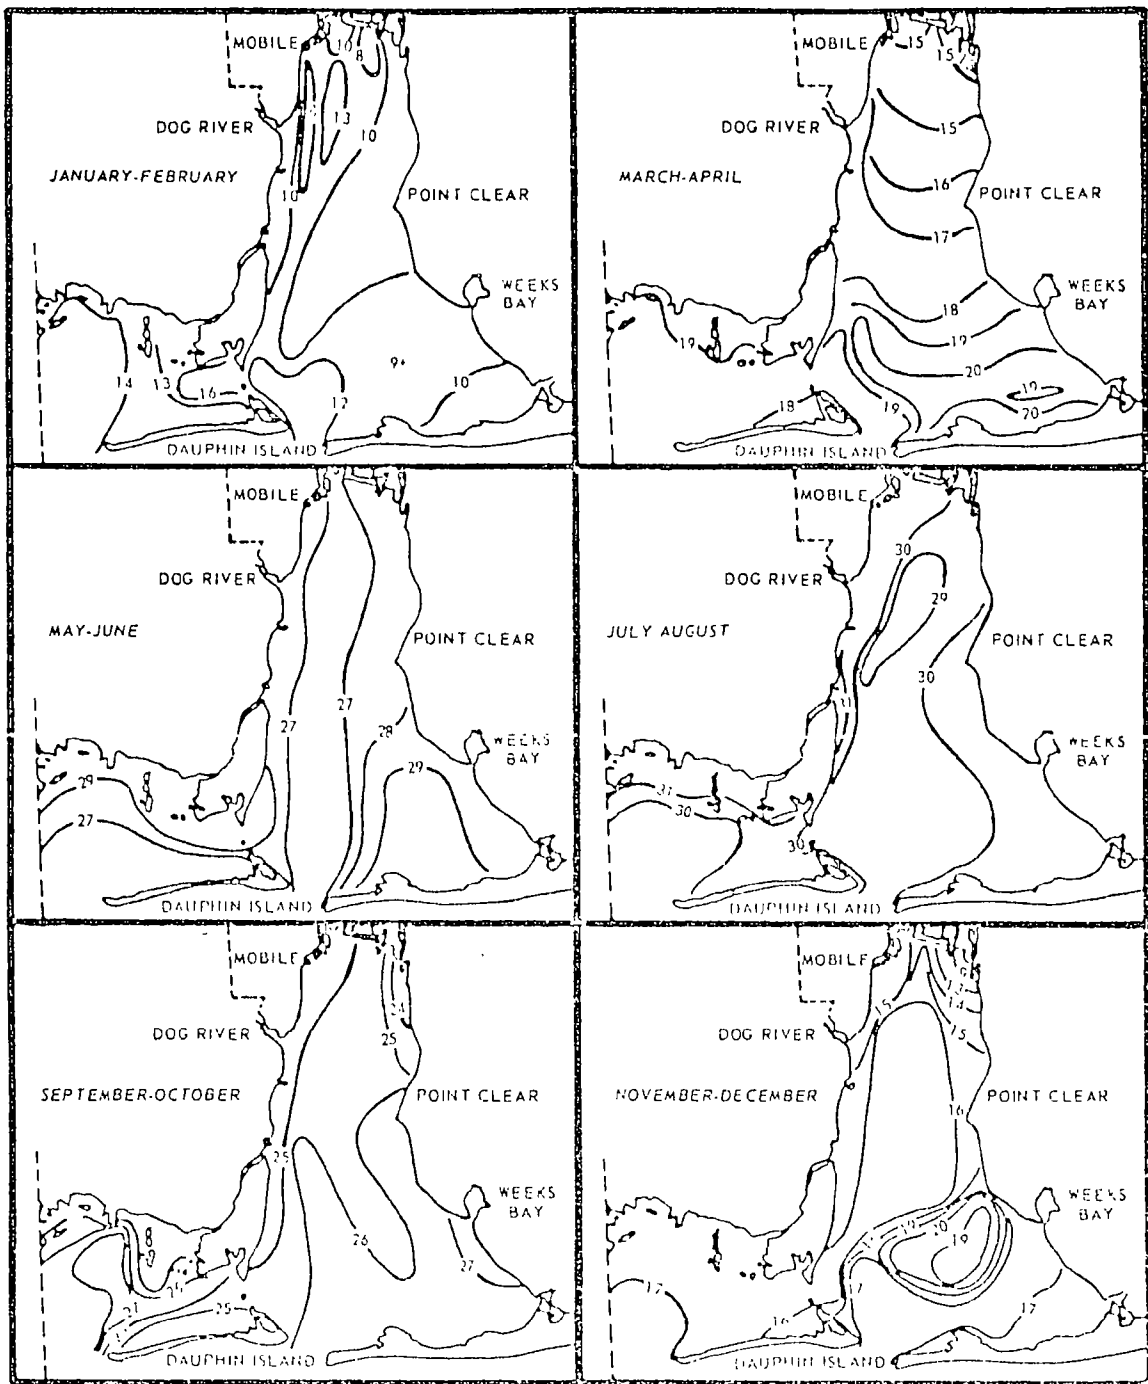 MOBILE
10
8
DOG RIVER
13
10
JANUARY-FEBRUARY
10
POINT CLEAR
WEEKS
BAY
9+
14
13
16
12
10
DAUPHIN ISLAND
MOBILE
15
15
DOG RIVER
15
MARCH-APRIL
16
POINT CLEAR
17
WEEKS
BAY
18
19
19
20
18
19
19
20
DAUPHIN ISLAND
MOBILE
DOG RIVER
MAY-JUNE
POINT CLEAR
27
27
28
WEEKS
BAY
29
29
27
DAUPHIN ISLAND
MOBILE
30
DOG RIVER
29
JULY AUGUST
POINT CLEAR
30
31
WEEKS
BAY
31
30
30
DAUPHIN ISLAND
MOBILE
24
DOG RIVER
25
SEPTEMBER-OCTOBER
POINT CLEAR
25
WEEKS
BAY
26
27
25
DAUPHIN ISLAND
MOBILE
14
15
DOG RIVER
15
NOVEMBER-DECEMBER
16
POINT CLEAR
WEEKS
BAY
19
20
19
17
17
16
17
DAUPHIN ISLAND